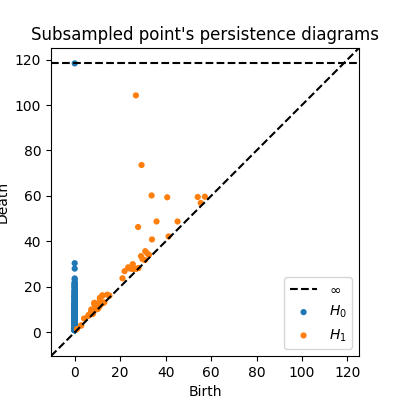 Subsampled point's persistence diagrams
120
100
80
60
40
20
0
Death
0 20 40 60 80 100 120
Birth
∞
H₀
H₁